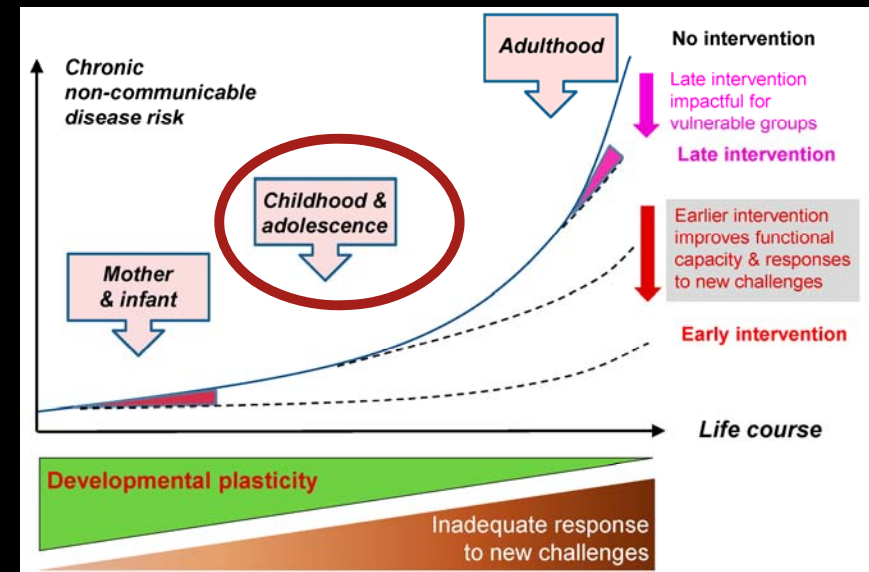 Chronic
non-communicable
disease risk
Adulthood
No intervention
Late intervention
impactful for
vulnerable groups
Late intervention
Childhood &
adolescence
Earlier intervention
improves functional
capacity & responses
to new challenges
Mother
& infant
Early intervention
Life course
Developmental plasticity
Inadequate response
to new challenges